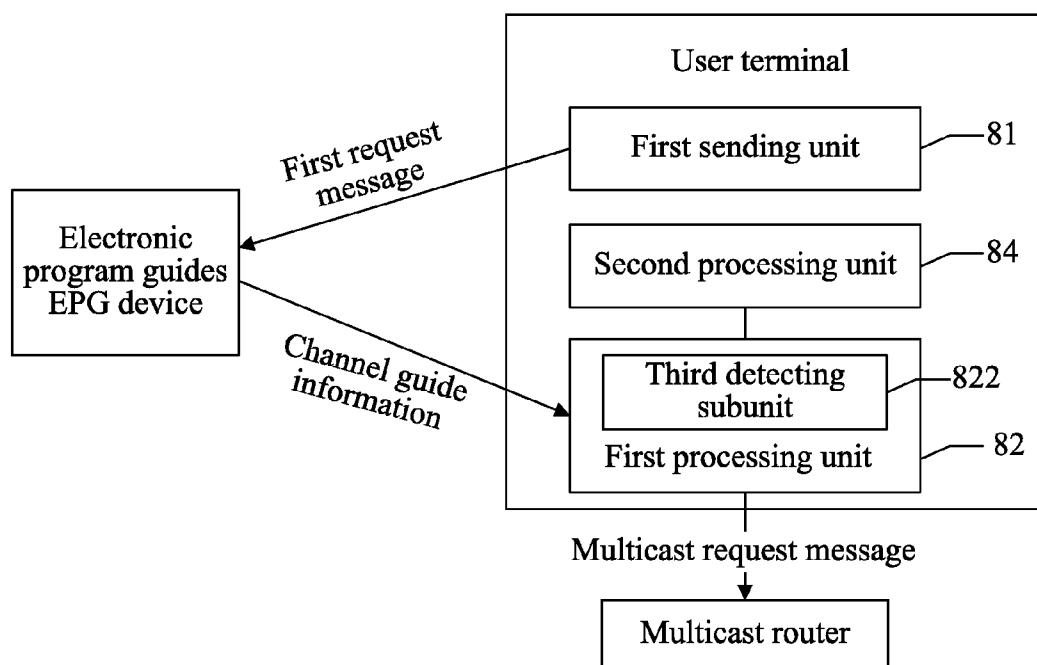 User terminal
First sending unit
81
First request
message
Electronic
program guides
EPG device
Second processing unit
84
Channel guide
information
Third detecting
subunit
822
First processing unit
82
Multicast request message
Multicast router